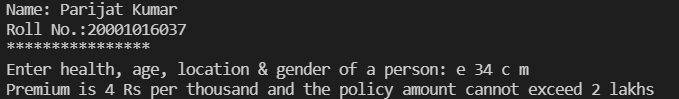 Name: Parijat Kumar
Roll No.:20001016037
****************
Enter health, age, location & gender of a person: e 34 c m
Premium is 4 Rs per thousand and the policy amount cannot exceed 2 lakhs